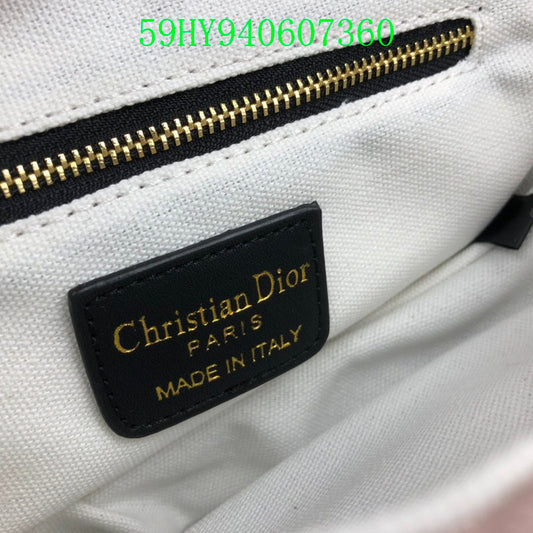 59HY940607360
Christian Dior
PARIS
MADE IN ITALY